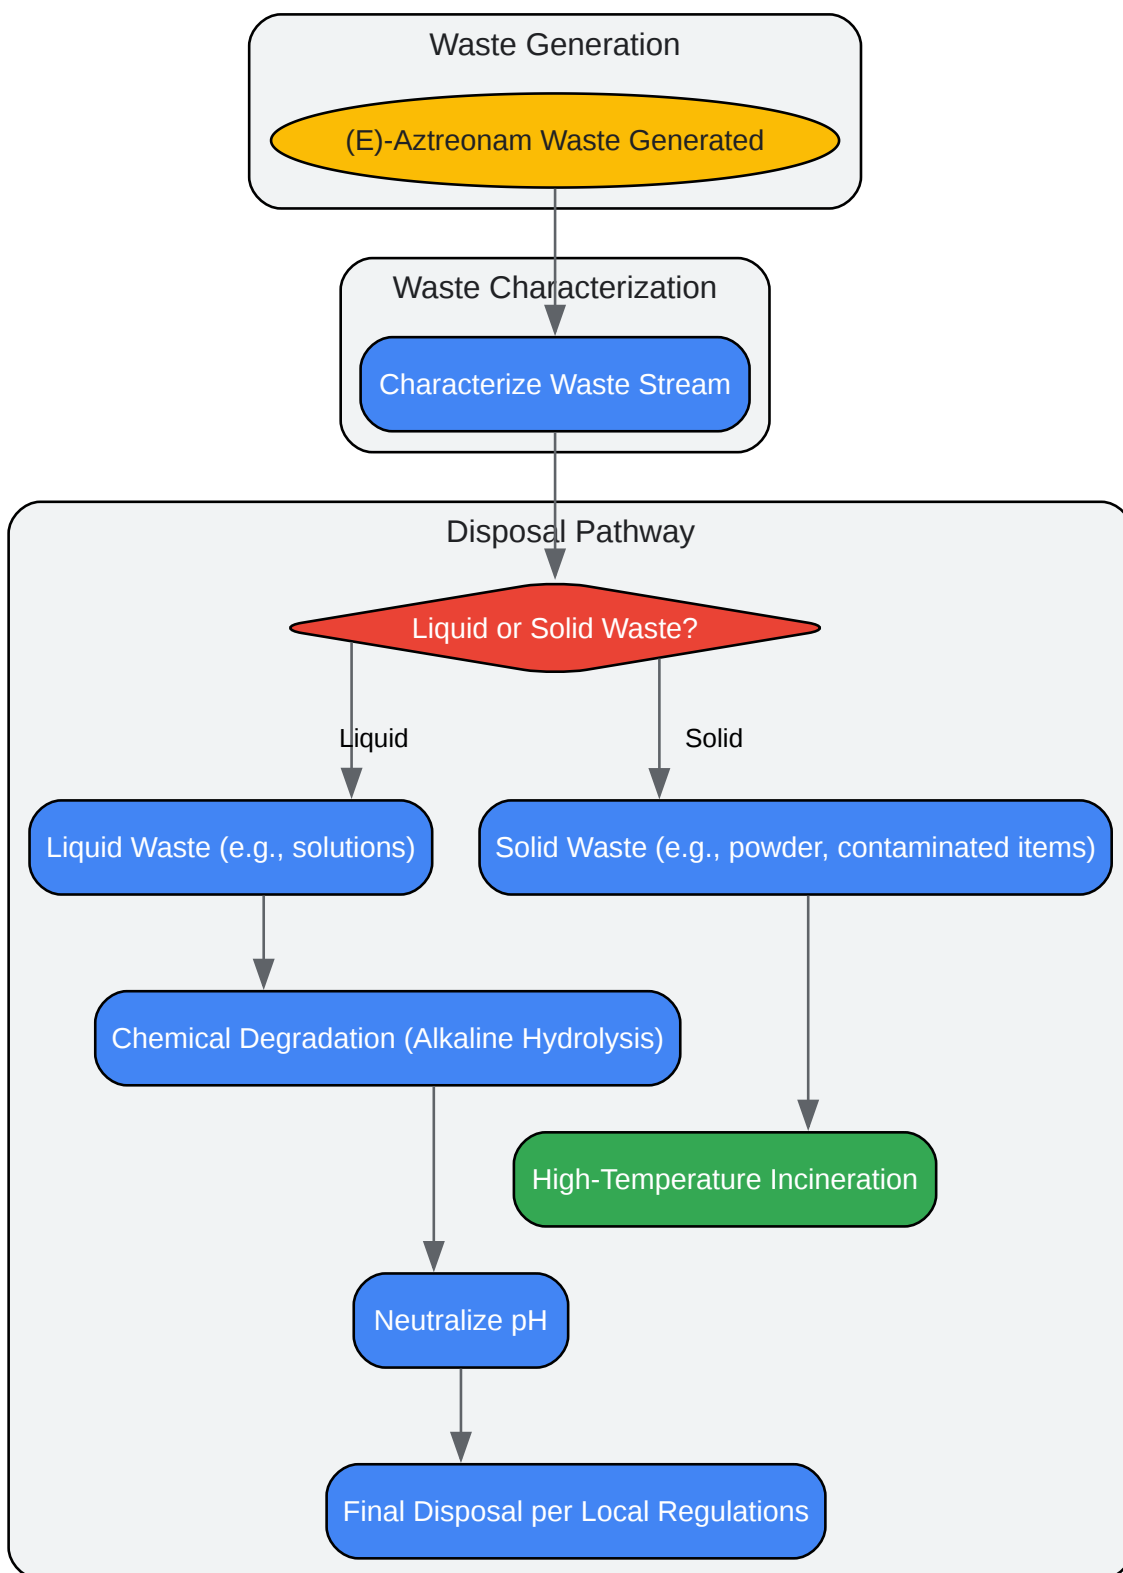 Waste Generation
(E)-Aztreonam Waste Generated
Waste Characterization
Characterize Waste Stream
Disposal Pathway
Liquid or Solid Waste?
Liquid
Solid
Liquid Waste (e.g., solutions)
Solid Waste (e.g., powder, contaminated items)
Chemical Degradation (Alkaline Hydrolysis)
High-Temperature Incineration
Neutralize pH
Final Disposal per Local Regulations